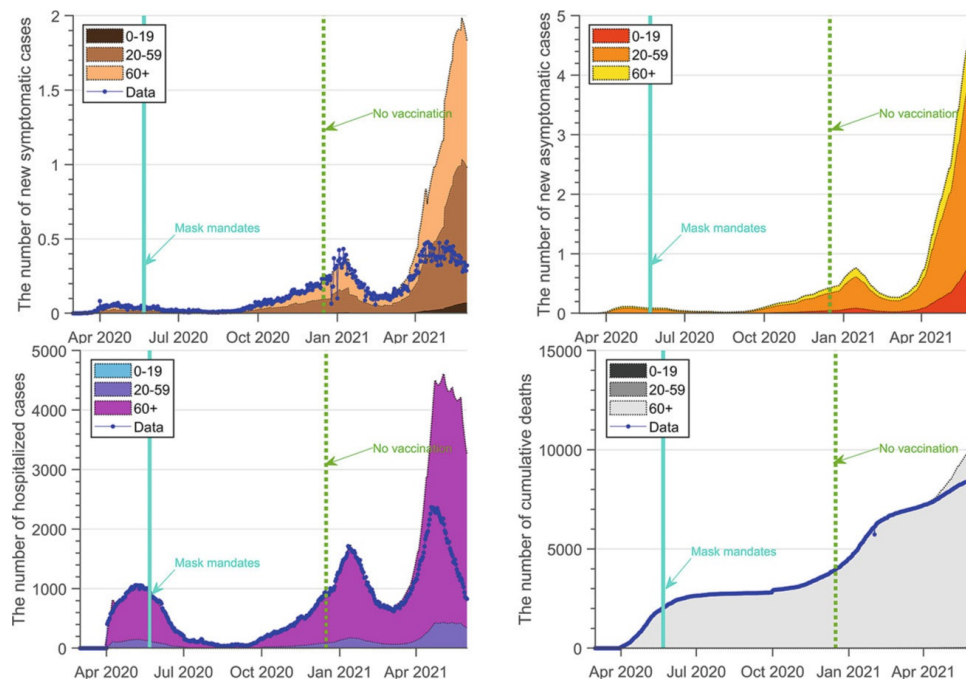 The number of new symptomatic cases
2
1.5
1
0.5
0
0-19
20-59
60+
Data
No vaccination
Mask mandates
Apr 2020 Jul 2020 Oct 2020 Jan 2021 Apr 2021
The number of new asymptomatic cases
5
4
3
2
1
0
0-19
20-59
60+
No vaccination
Mask mandates
Apr 2020 Jul 2020 Oct 2020 Jan 2021 Apr 2021
The number of hospitalized cases
5000
4000
3000
2000
1000
0
0-19
20-59
60+
Data
No vaccination
Mask mandates
Apr 2020 Jul 2020 Oct 2020 Jan 2021 Apr 2021
The number of cumulative deaths
15000
10000
5000
0
0-19
20-59
60+
Data
No vaccination
Mask mandates
Apr 2020 Jul 2020 Oct 2020 Jan 2021 Apr 2021